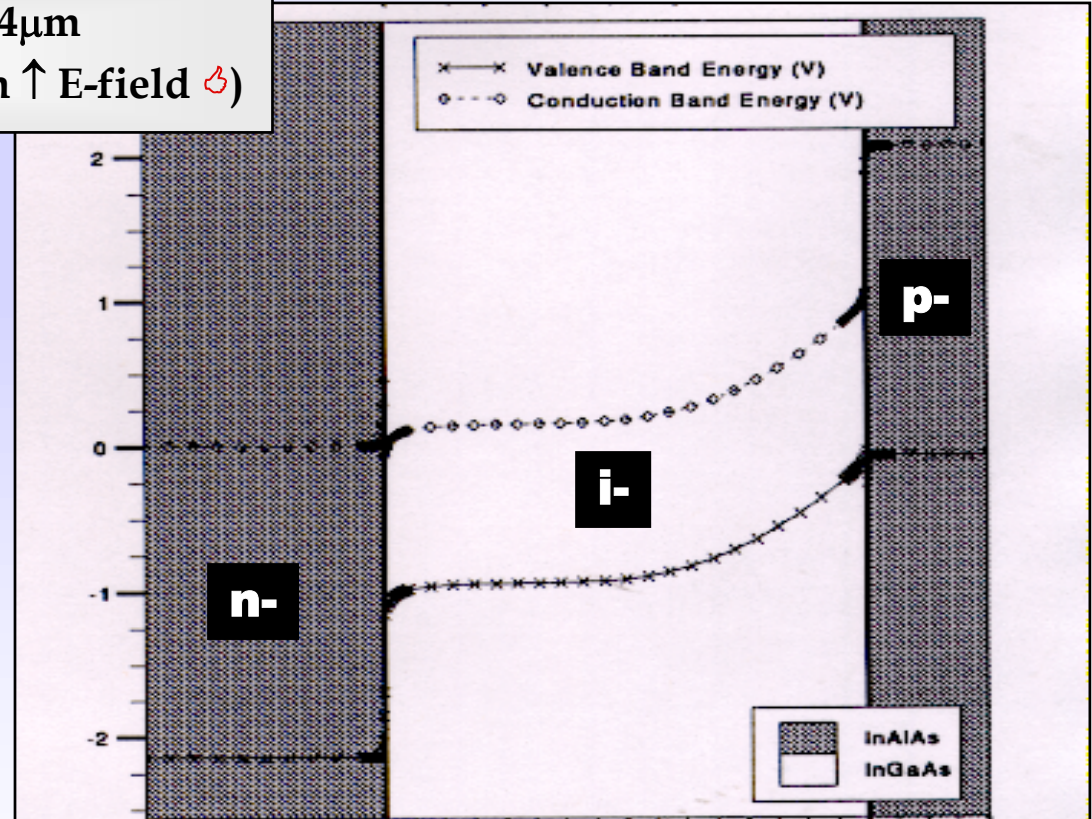 4μm
↑ E-field 👍)
Valence Band Energy (V)
Conduction Band Energy (V)
2
1
0
-1
-2
p-
i-
n-
InAlAs
InGaAs